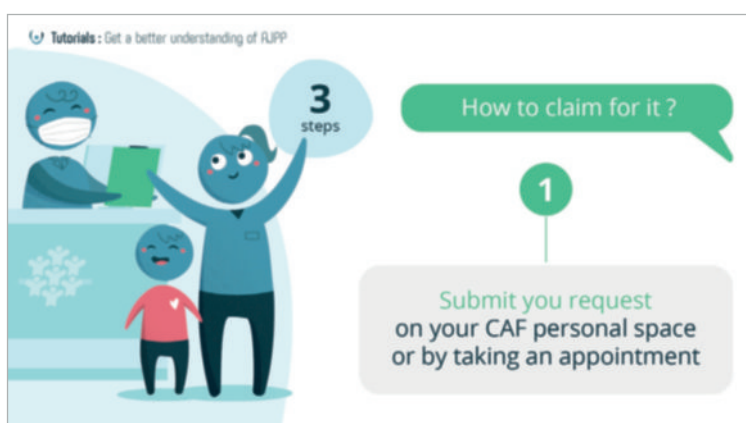 Tutorials : Get a better understanding of AJPP
3
steps
How to claim for it ?
1
Submit you request
on your CAF personal space
or by taking an appointment